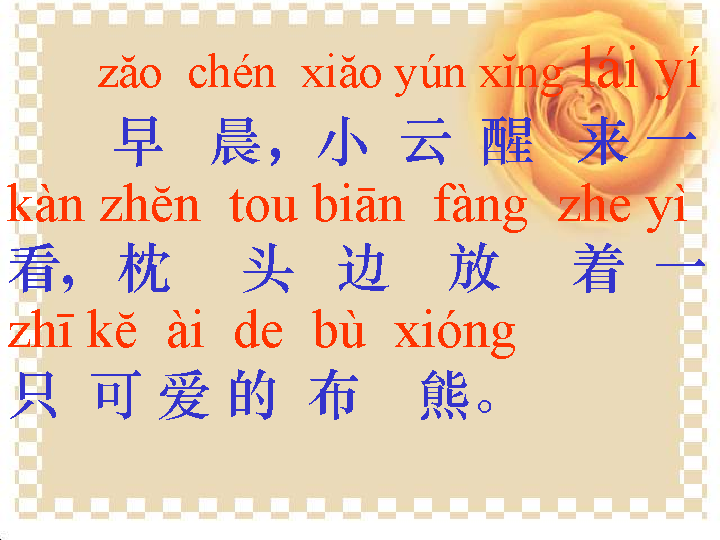 zǎo chén xiǎo yún xǐng lái yí
早 晨，小 云 醒 来 一
kàn zhěn tou biān fàng zhe yì
看，枕 头 边 放 着 一
zhī kě ài de bù xióng
只 可 爱 的 布 熊。